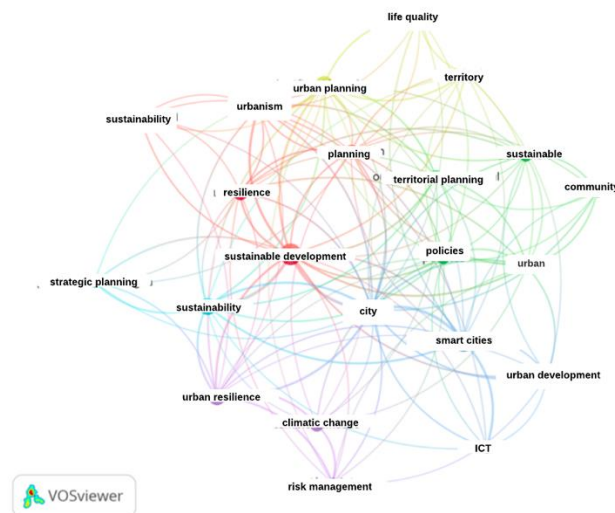 life quality
territory
urban planning
urbanism
sustainability
planning
sustainable
territorial planning
community
resilience
sustainable development
policies
urban
strategic planning
sustainability
city
smart cities
urban development
urban resilience
climatic change
ICT
risk management
VOSviewer